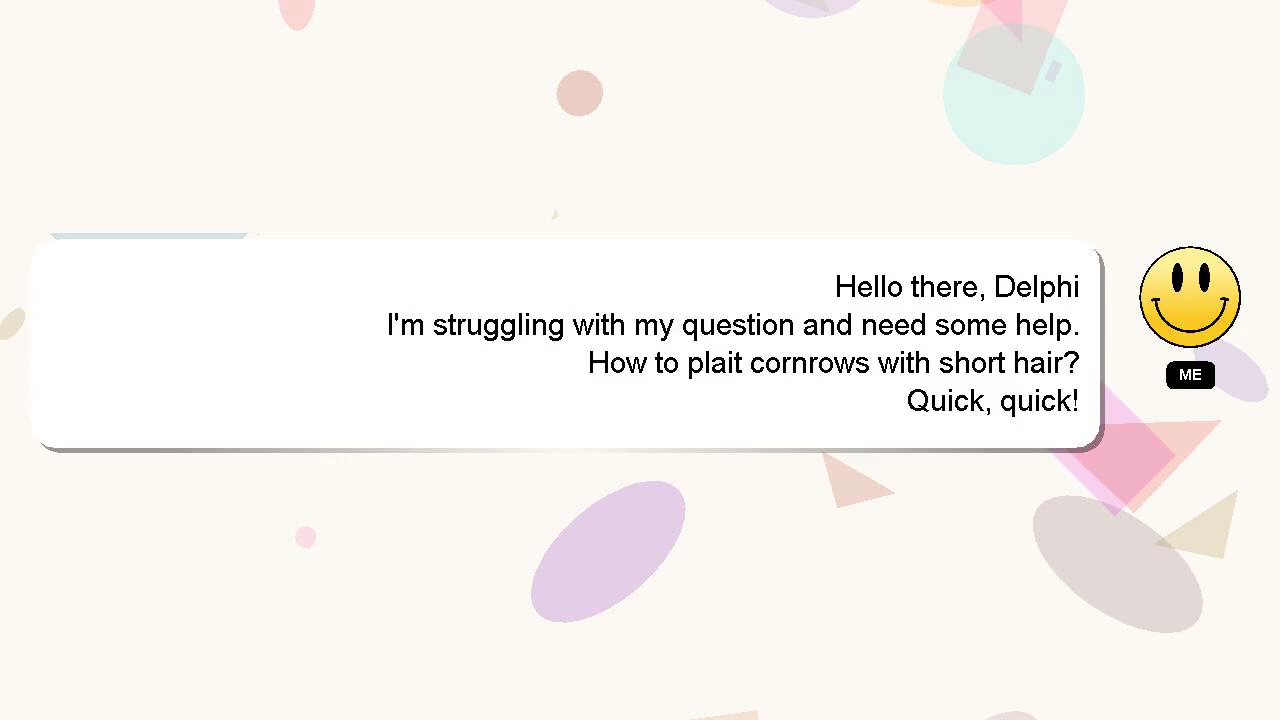 Hello there, Delphi
I'm struggling with my question and need some help.
How to plait cornrows with short hair?
Quick, quick!
ME